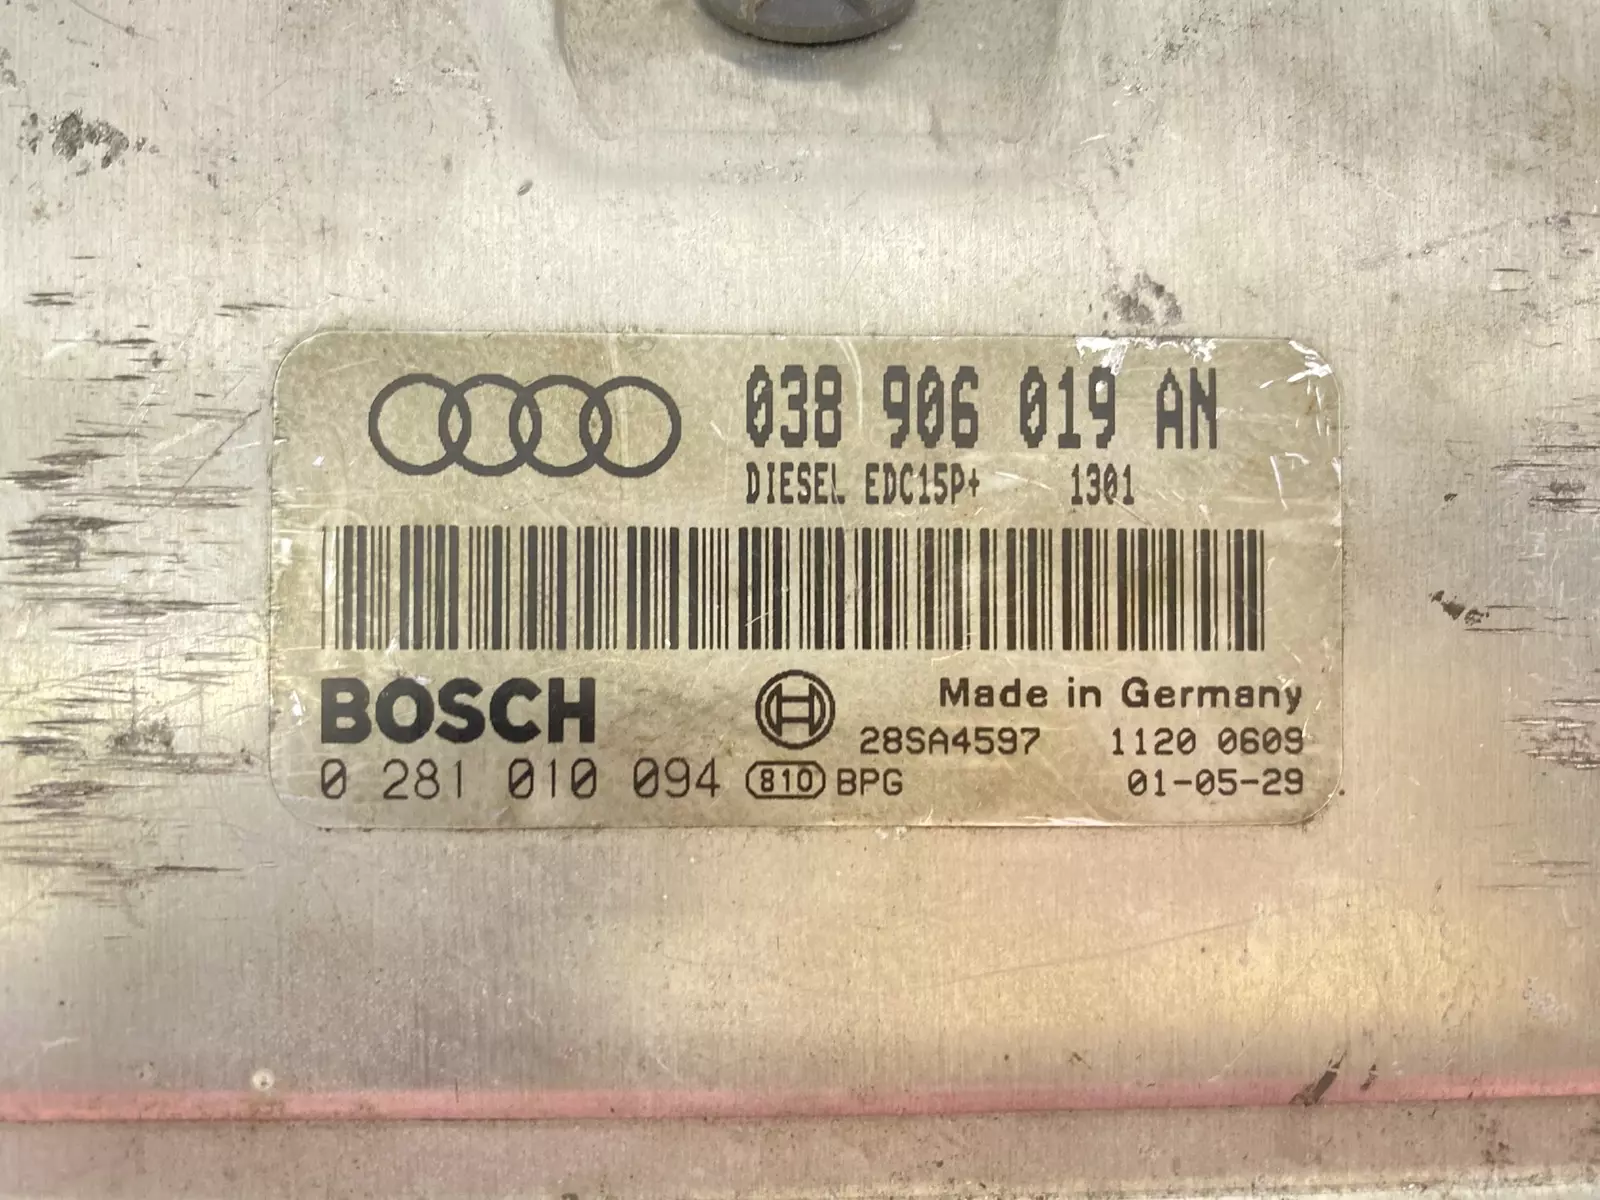 038 906 019 AN
DIESEL EDC15P+ 1301
BOSCH
Made in Germany
28SA4597 1120 0609
0 281 010 094 810 BPG 01-05-29